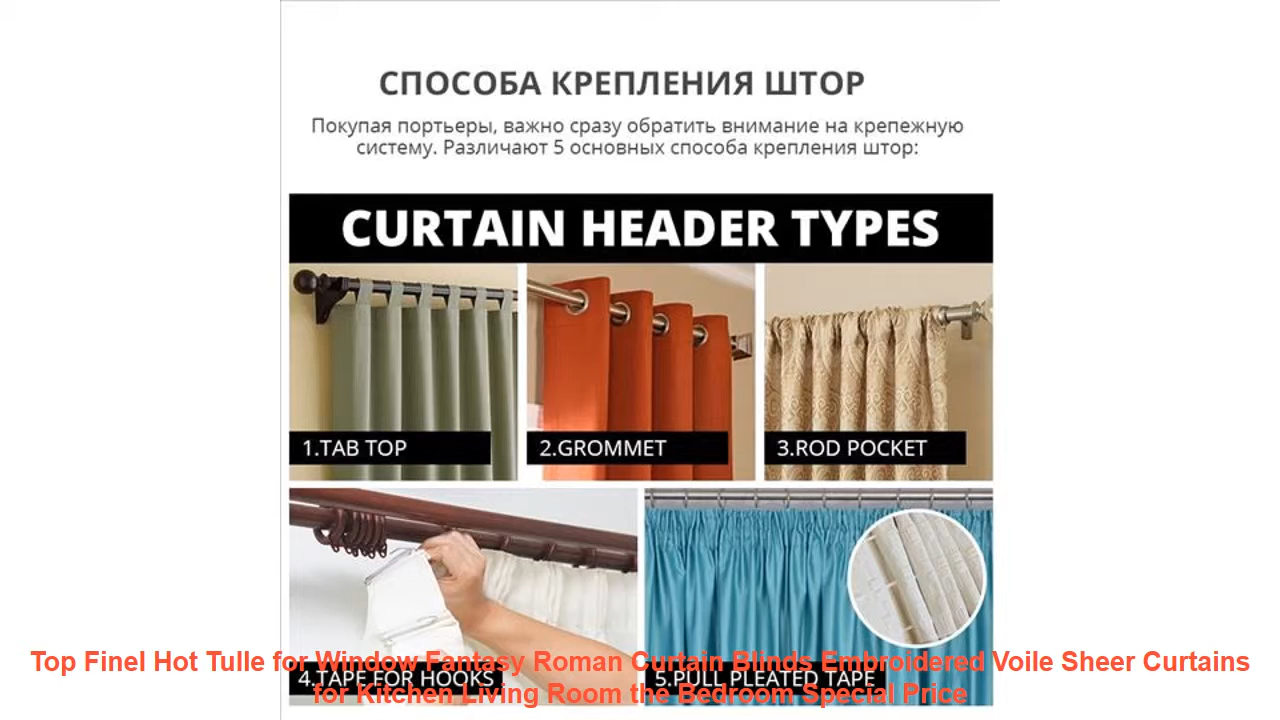 СПОСОБА КРЕПЛЕНИЯ ШТОР
Покупая портьеры, важно сразу обратить внимание на крепежную
систему. Различают 5 основных способа крепления штор:
CURTAIN HEADER TYPES
1.TAB TOP
2.GROMMET
3.ROD POCKET
4.TAPE FOR HOOKS
5.PULL PLEATED TAPE
Top Finel Hot Tulle for Window Fantasy Roman Curtain Blinds Embroidered Voile Sheer Curtains
for Kitchen Living Room the Bedroom Special Price